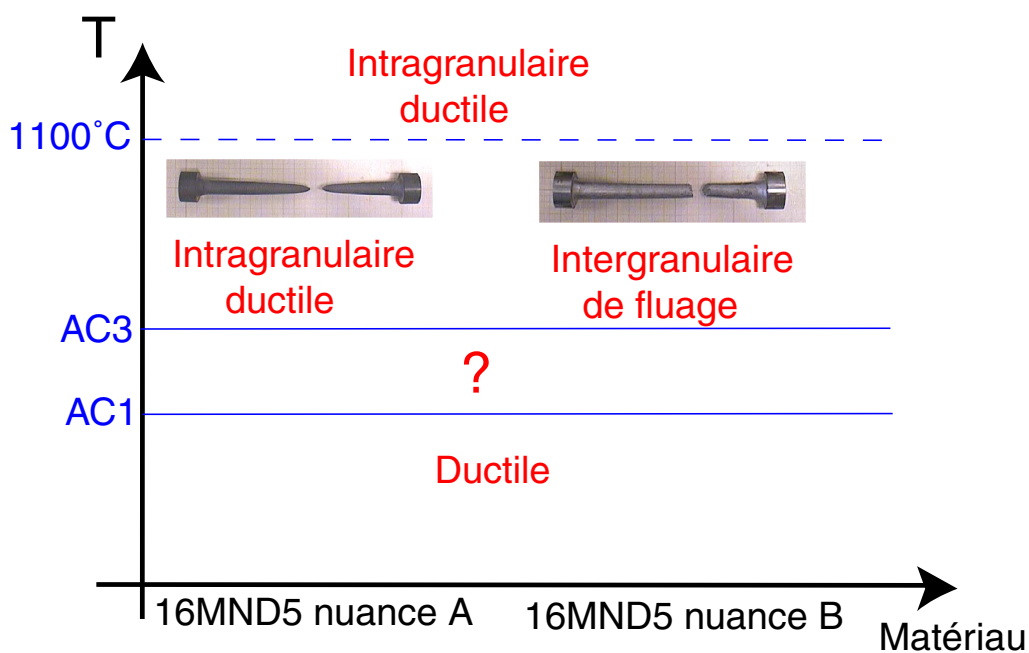 T
Intragranulaire
ductile
1100°C
Intragranulaire
ductile
Intergranulaire
de fluage
AC3
?
AC1
Ductile
16MND5 nuance A
16MND5 nuance B
Matériau